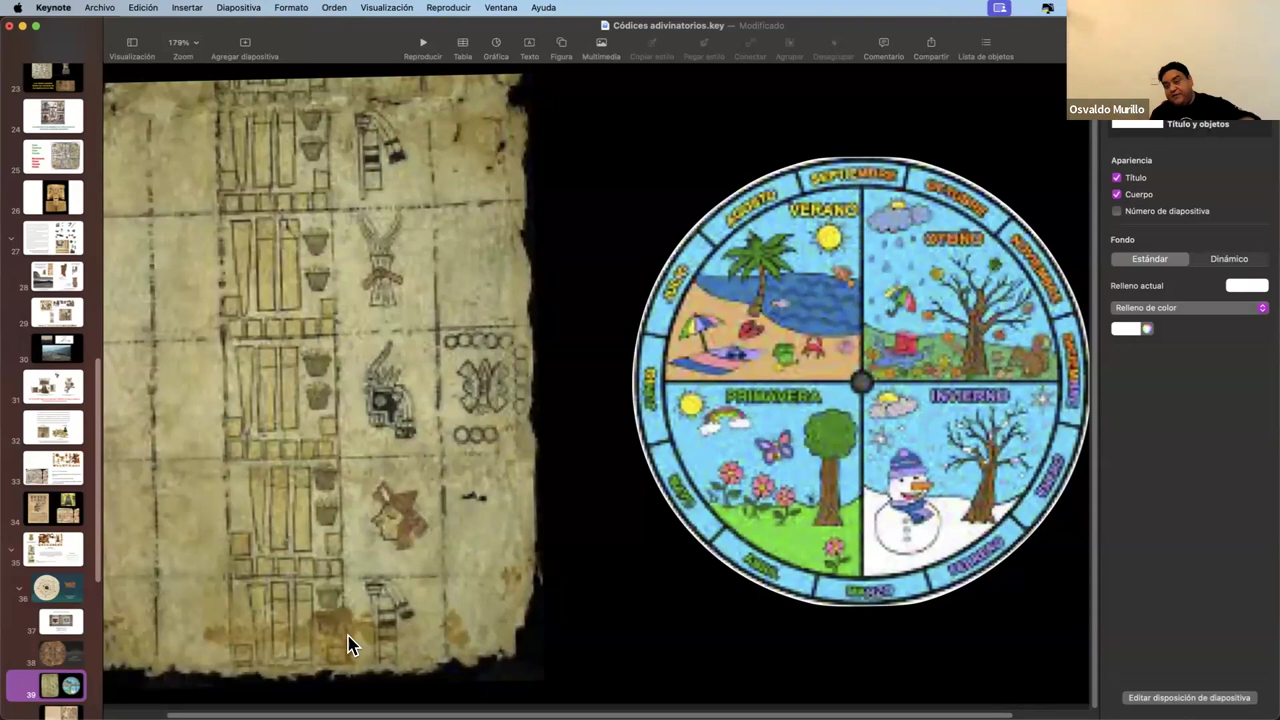 Keynote Archivo Edición Insertar Diapositiva Formato Orden Visualización Reproducir Ventana Ayuda
Códices adivinatorios.key — Modificado
179%
Visualización Zoom Agregar diapositiva Reproducir Tabla Gráfica Texto Figura Multimedia Copiar estilo Pegar estilo Conectar Agrupar Desagrupar Comentario Compartir Lista de objetos
Osvaldo Murillo
Título y objetos
Apariencia
Título
Cuerpo
Número de diapositiva
Fondo
Estándar Dinámico
Relleno actual
Relleno de color
Editar disposición de diapositiva
23
24
25
26
27
28
29
30
31
32
33
34
35
36
37
38
39
SEPTIEMBRE
OCTUBRE
NOVIEMBRE
AGOSTO
VERANO
OTOÑO
PRIMAVERA
INVIERNO
FEBRERO
MARZO
ABRIL